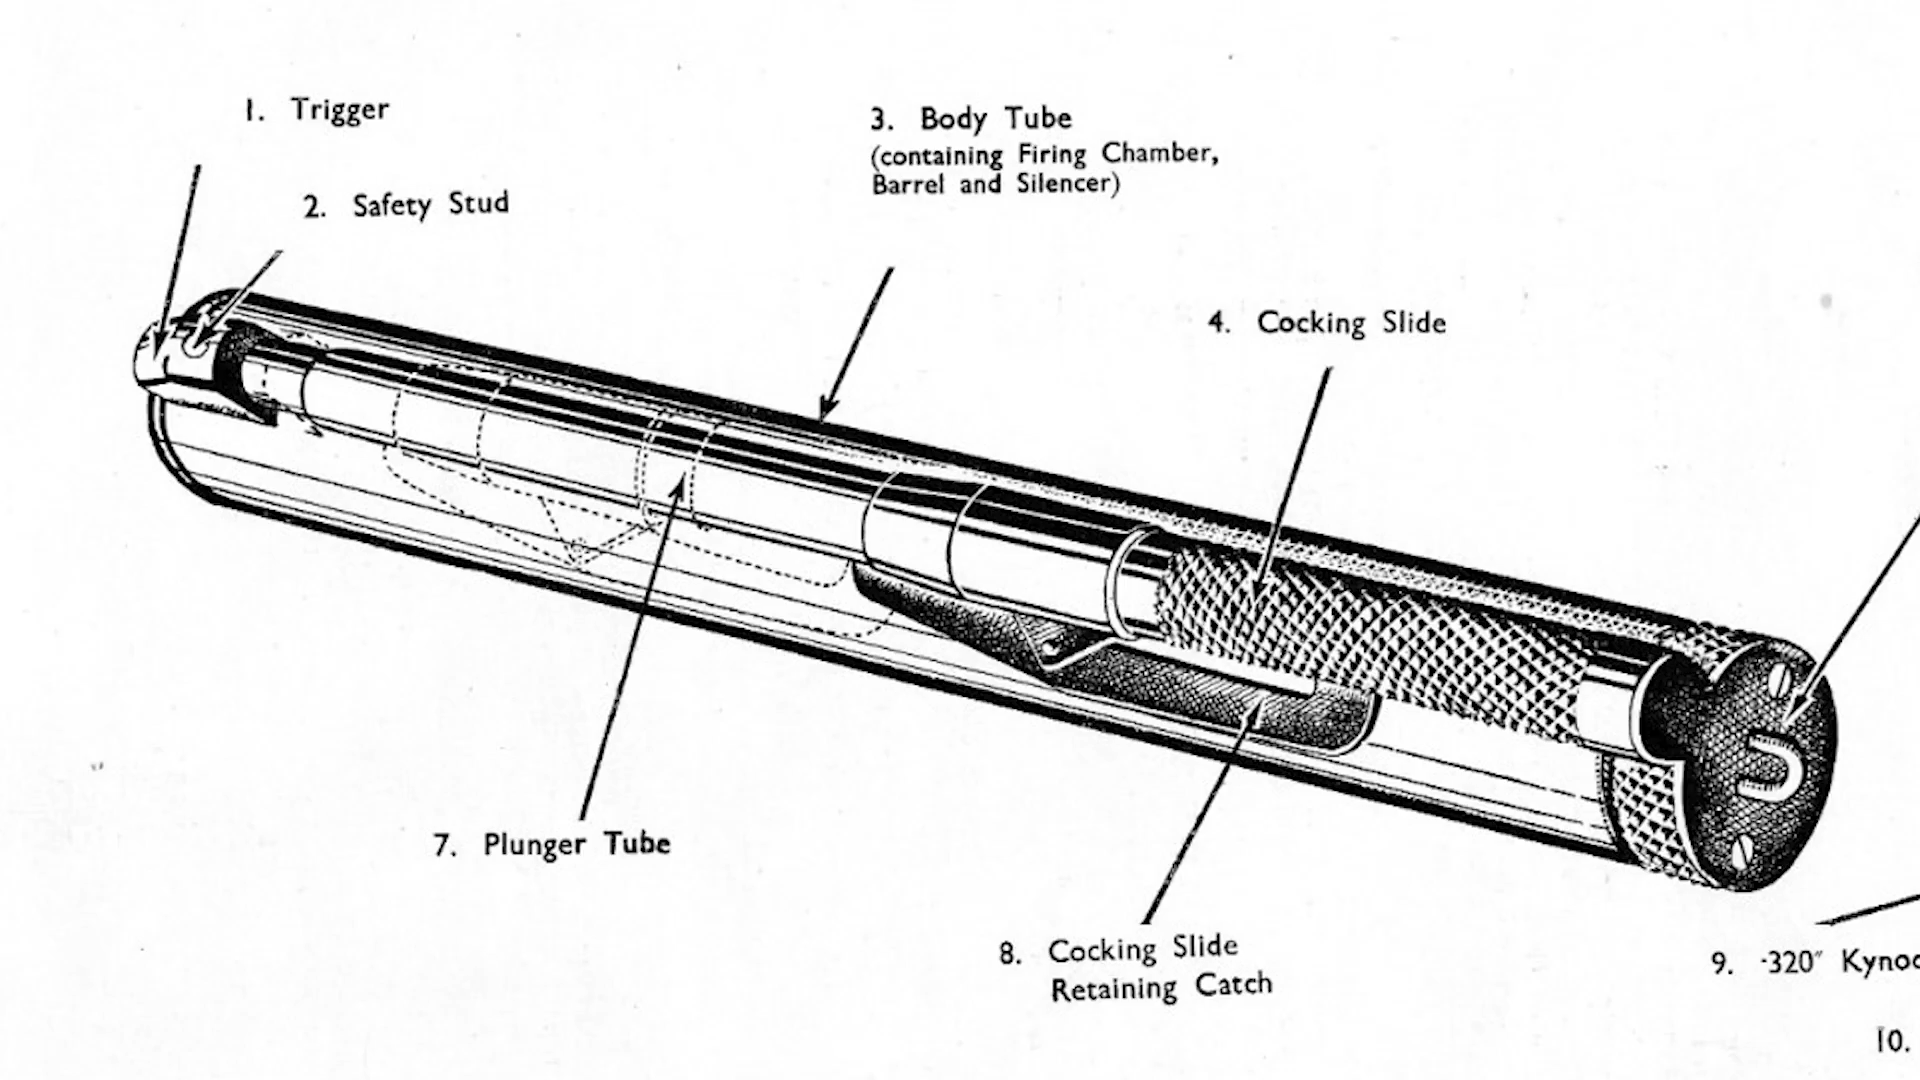 1. Trigger
2. Safety Stud
3. Body Tube
(containing Firing Chamber,
Barrel and Silencer)
4. Cocking Slide
7. Plunger Tube
8. Cocking Slide
Retaining Catch
9. ·320″ Kynoc
10.